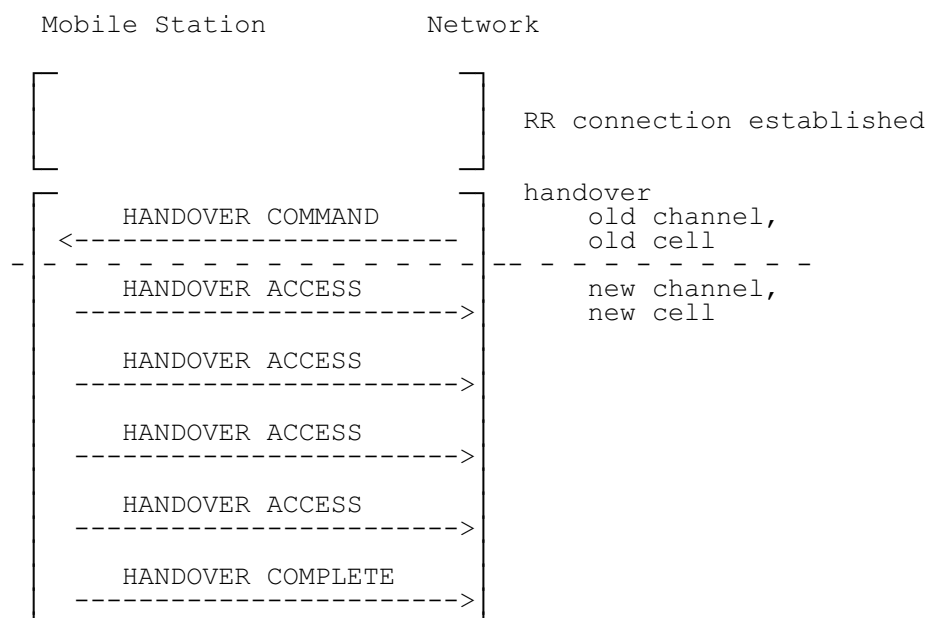 Mobile Station Network
RR connection established
handover
HANDOVER COMMAND old channel,
old cell
HANDOVER ACCESS new channel,
new cell
HANDOVER ACCESS
HANDOVER ACCESS
HANDOVER ACCESS
HANDOVER COMPLETE